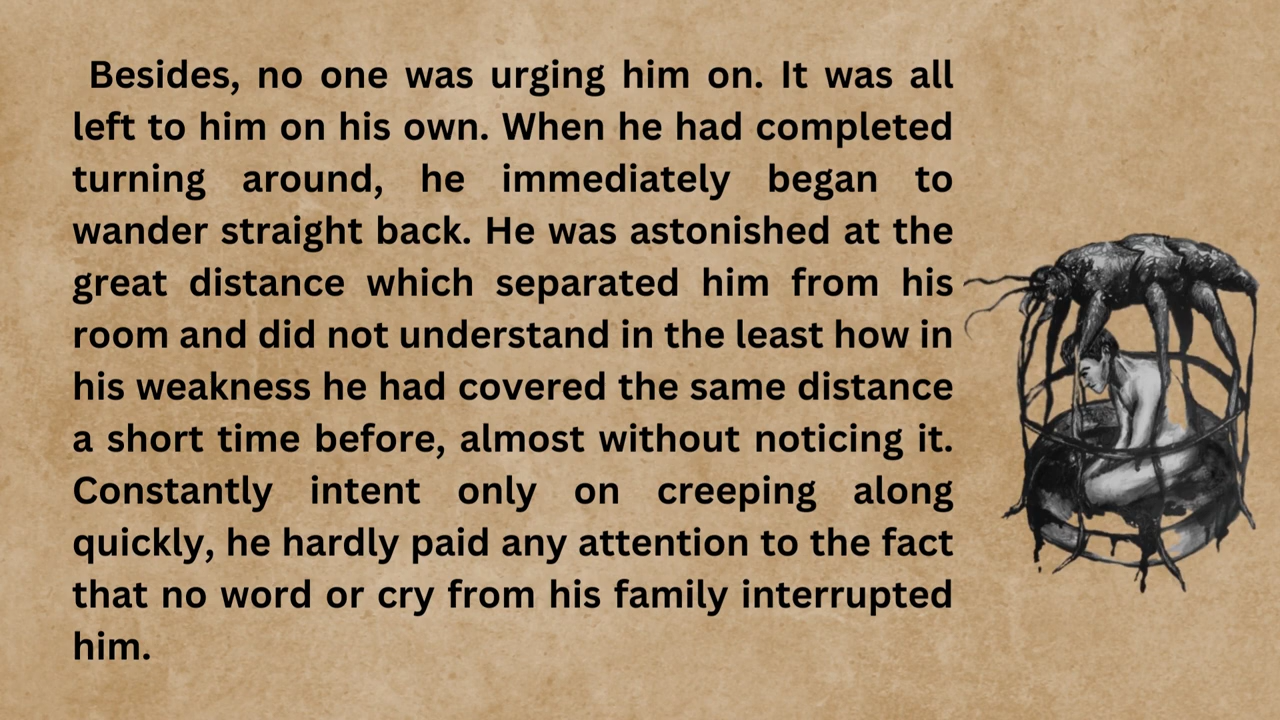 Besides, no one was urging him on. It was all
left to him on his own. When he had completed
turning around, he immediately began to
wander straight back. He was astonished at the
great distance which separated him from his
room and did not understand in the least how in
his weakness he had covered the same distance
a short time before, almost without noticing it.
Constantly intent only on creeping along
quickly, he hardly paid any attention to the fact
that no word or cry from his family interrupted
him.